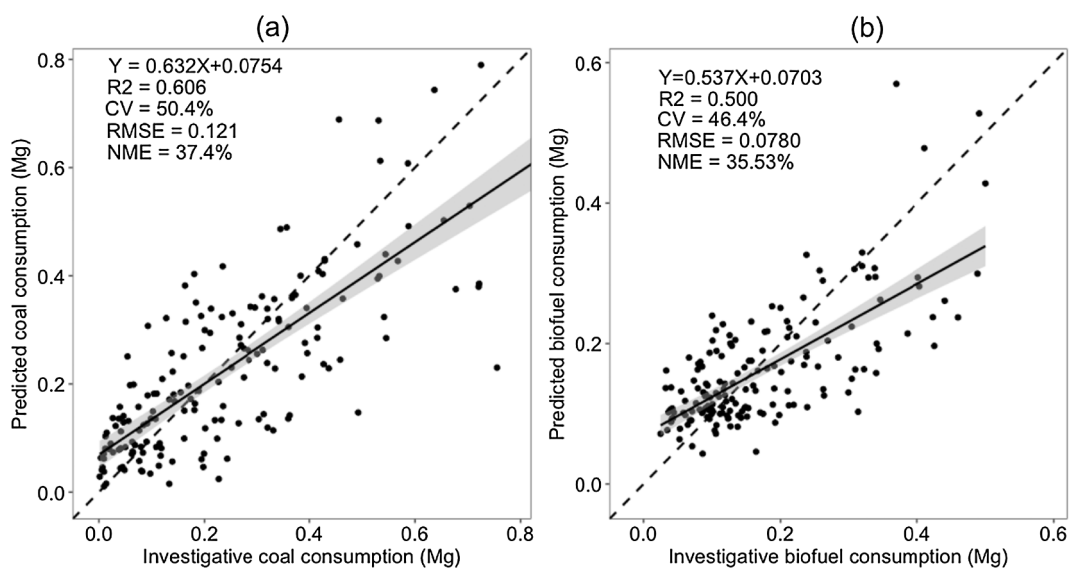 (a)
Y = 0.632X+0.0754
R2 = 0.606
CV = 50.4%
RMSE = 0.121
NME = 37.4%
Predicted coal consumption (Mg)
0.8
0.6
0.4
0.2
0.0
0.0 0.2 0.4 0.6 0.8
Investigative coal consumption (Mg)
(b)
Y=0.537X+0.0703
R2 = 0.500
CV = 46.4%
RMSE = 0.0780
NME = 35.53%
Predicted biofuel consumption (Mg)
0.6
0.4
0.2
0.0
0.0 0.2 0.4 0.6
Investigative biofuel consumption (Mg)